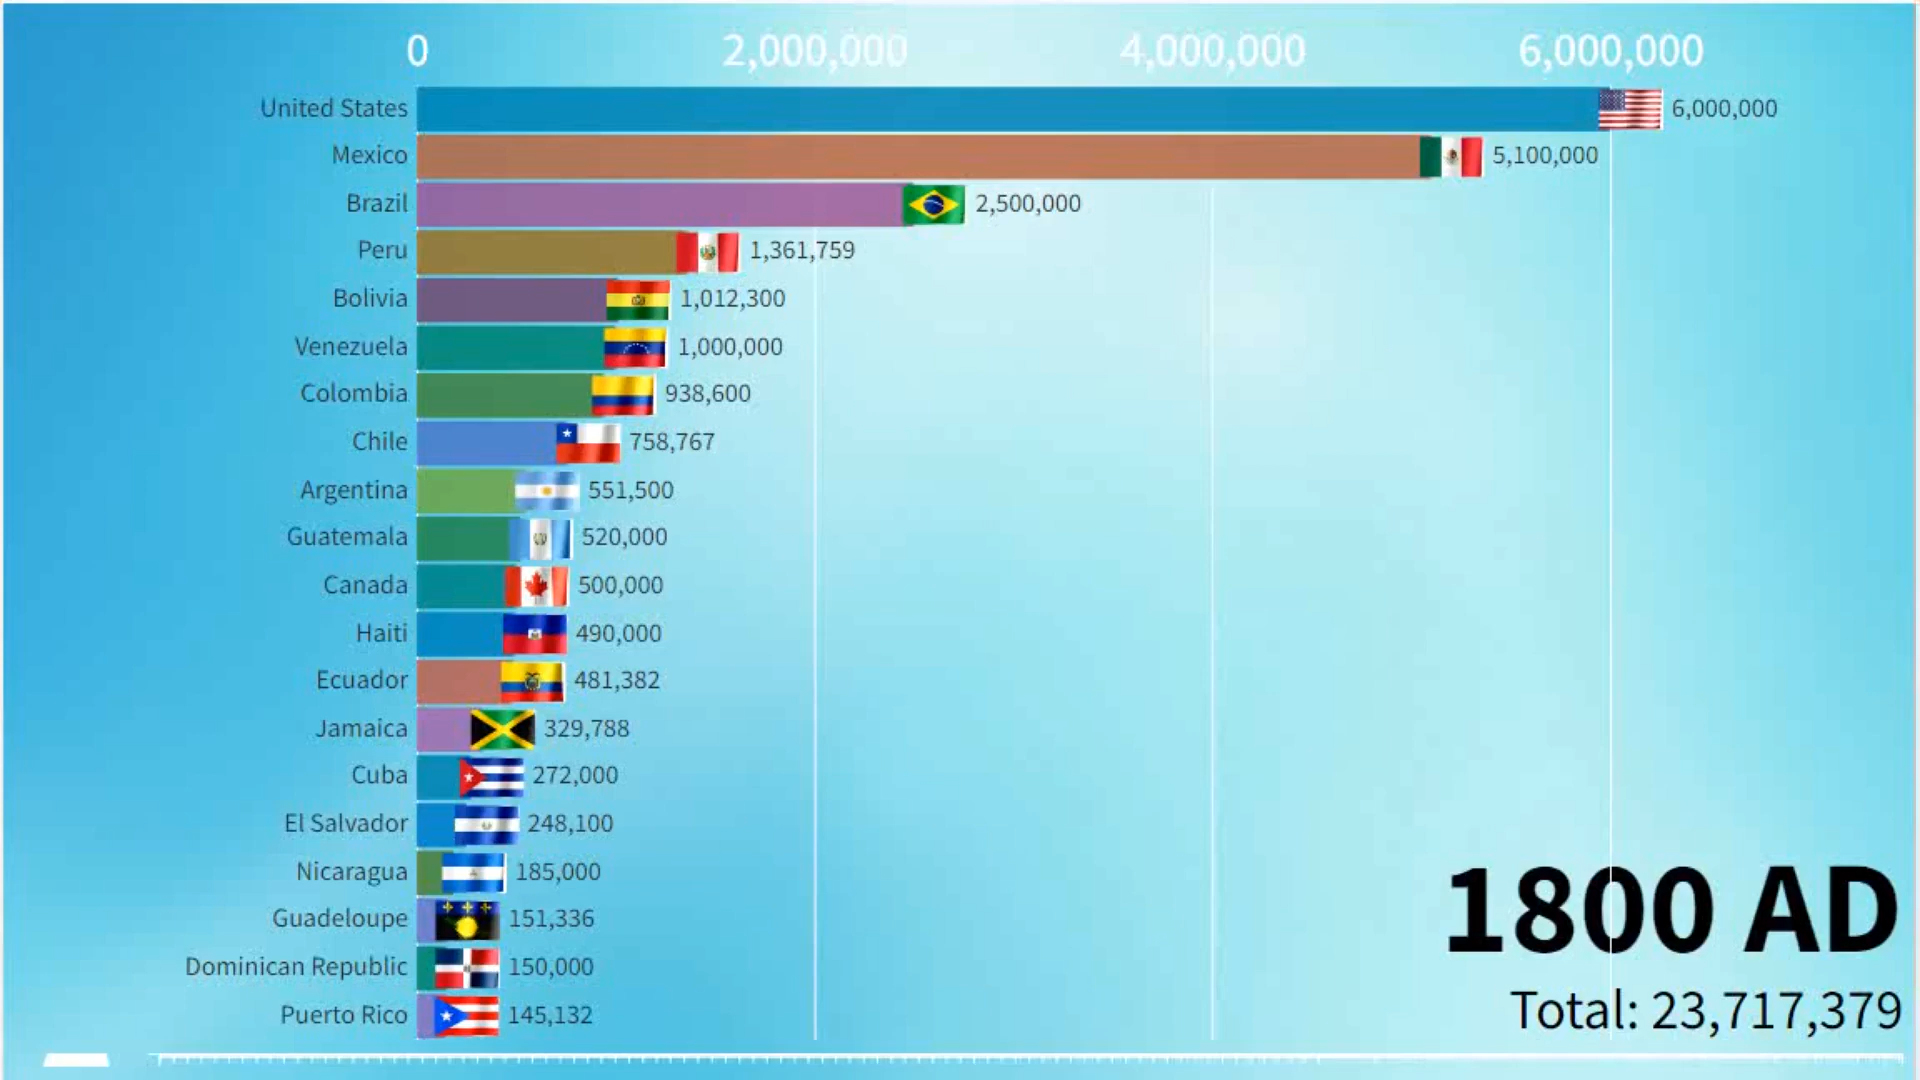 0 2,000,000 4,000,000 6,000,000
United States 6,000,000
Mexico 5,100,000
Brazil 2,500,000
Peru 1,361,759
Bolivia 1,012,300
Venezuela 1,000,000
Colombia 938,600
Chile 758,767
Argentina 551,500
Guatemala 520,000
Canada 500,000
Haiti 490,000
Ecuador 481,382
Jamaica 329,788
Cuba 272,000
El Salvador 248,100
Nicaragua 185,000
Guadeloupe 151,336
Dominican Republic 150,000
Puerto Rico 145,132
1800 AD
Total: 23,717,379